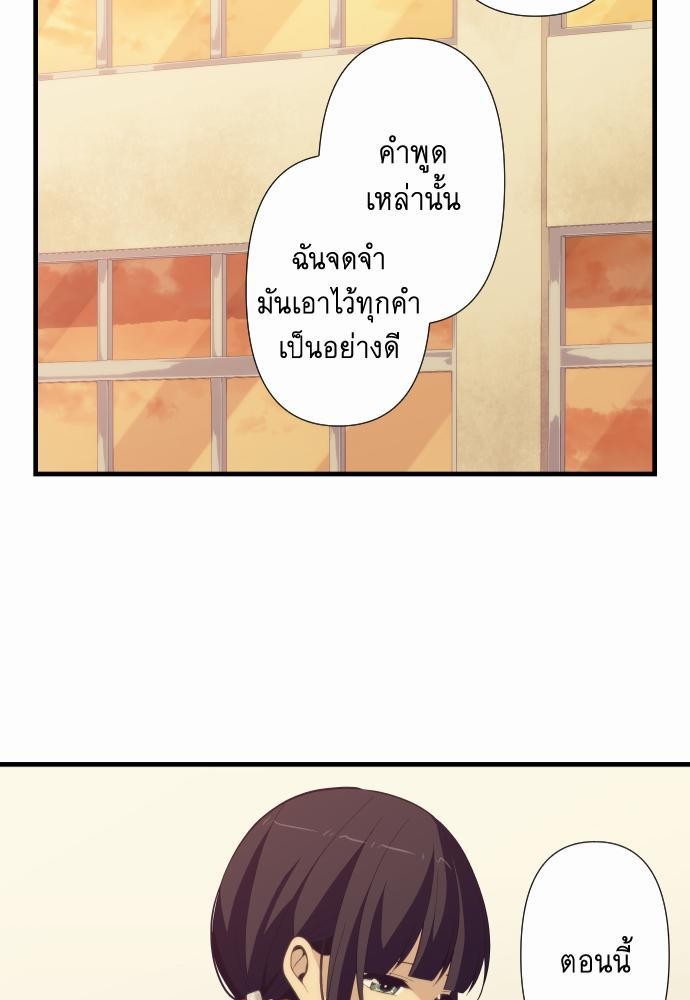 คำพูด
เหล่านั้น
ฉันจดจำ
มันเอาไว้ทุกคำ
เป็นอย่างดี
ตอนนี้